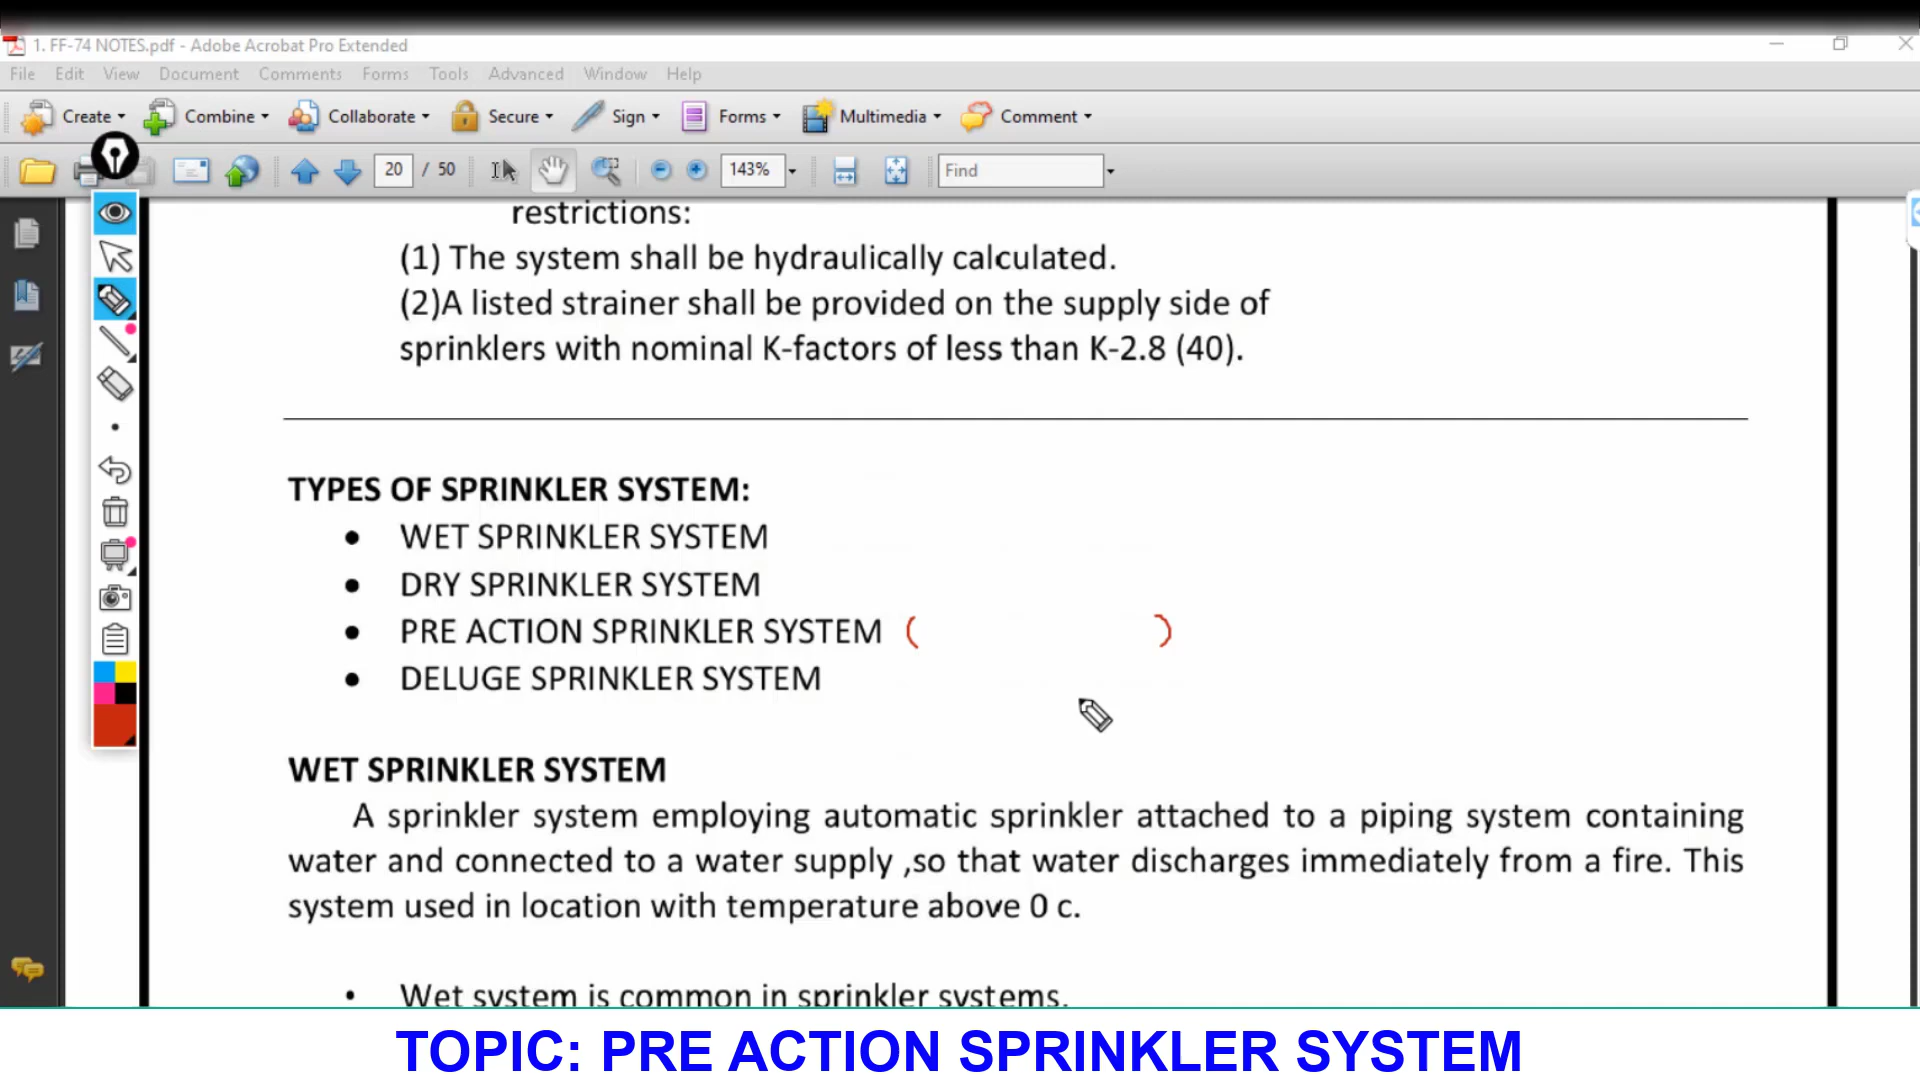 1. FF-74 NOTES.pdf - Adobe Acrobat Pro Extended
File Edit View Document Comments Forms Tools Advanced Window Help
Create Combine Collaborate Secure Sign Forms Multimedia Comment
20 / 50 143% Find
restrictions:
(1) The system shall be hydraulically calculated.
(2)A listed strainer shall be provided on the supply side of
sprinklers with nominal K-factors of less than K-2.8 (40).
TYPES OF SPRINKLER SYSTEM:
• WET SPRINKLER SYSTEM
• DRY SPRINKLER SYSTEM
• PRE ACTION SPRINKLER SYSTEM ( )
• DELUGE SPRINKLER SYSTEM
WET SPRINKLER SYSTEM
A sprinkler system employing automatic sprinkler attached to a piping system containing
water and connected to a water supply ,so that water discharges immediately from a fire. This
system used in location with temperature above 0 c.
• Wet system is common in sprinkler systems.
TOPIC: PRE ACTION SPRINKLER SYSTEM